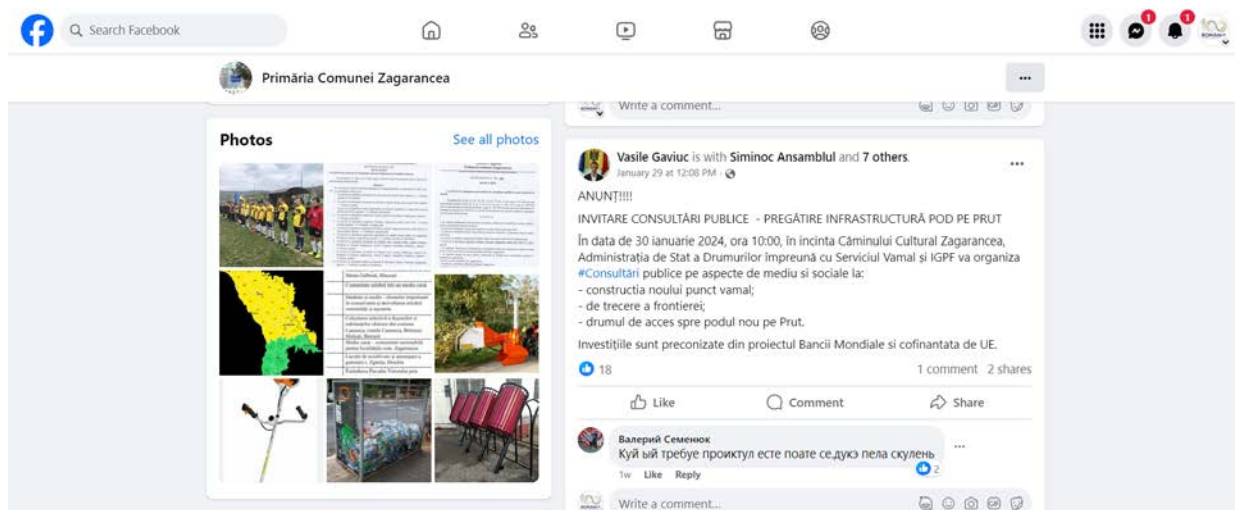 Search Facebook
1
1
Primăria Comunei Zagarancea
Write a comment...
Photos
See all photos
Vasile Gaviuc is with Siminoc Ansamblul and 7 others.
January 29 at 12:08 PM
ANUNȚ!!!!
INVITARE CONSULTĂRI PUBLICE - PREGĂTIRE INFRASTRUCTURĂ POD PE PRUT
În data de 30 ianuarie 2024, ora 10:00, în incinta Căminului Cultural Zagarancea,
Administrația de Stat a Drumurilor împreună cu Serviciul Vamal si IGPF va organiza
#Consultări publice pe aspecte de mediu si sociale la:
- constructia noului punct vamal;
- de trecere a frontierei;
- drumul de acces spre podul nou pe Prut.
Investițiile sunt preconizate din proiectul Bancii Mondiale si cofinantata de UE.
18
1 comment 2 shares
Like
Comment
Share
Валерий Семенюк
Куй ый требуе проиктул есте поате се,дукэ пела скулень
2
1w Like Reply
Write a comment...